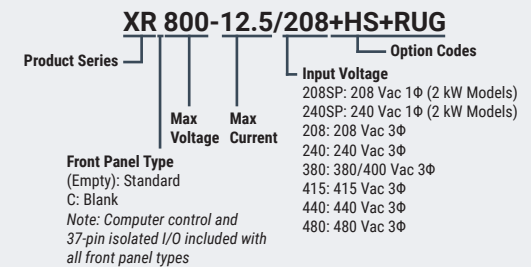 XR 800-12.5/208+HS+RUG
Product Series
Option Codes
Max
Voltage
Max
Current
Input Voltage
208SP: 208 Vac 1Φ (2 kW Models)
240SP: 240 Vac 1Φ (2 kW Models)
208: 208 Vac 3Φ
240: 240 Vac 3Φ
380: 380/400 Vac 3Φ
415: 415 Vac 3Φ
440: 440 Vac 3Φ
480: 480 Vac 3Φ
Front Panel Type
(Empty): Standard
C: Blank
Note: Computer control and
37-pin isolated I/O included with
all front panel types